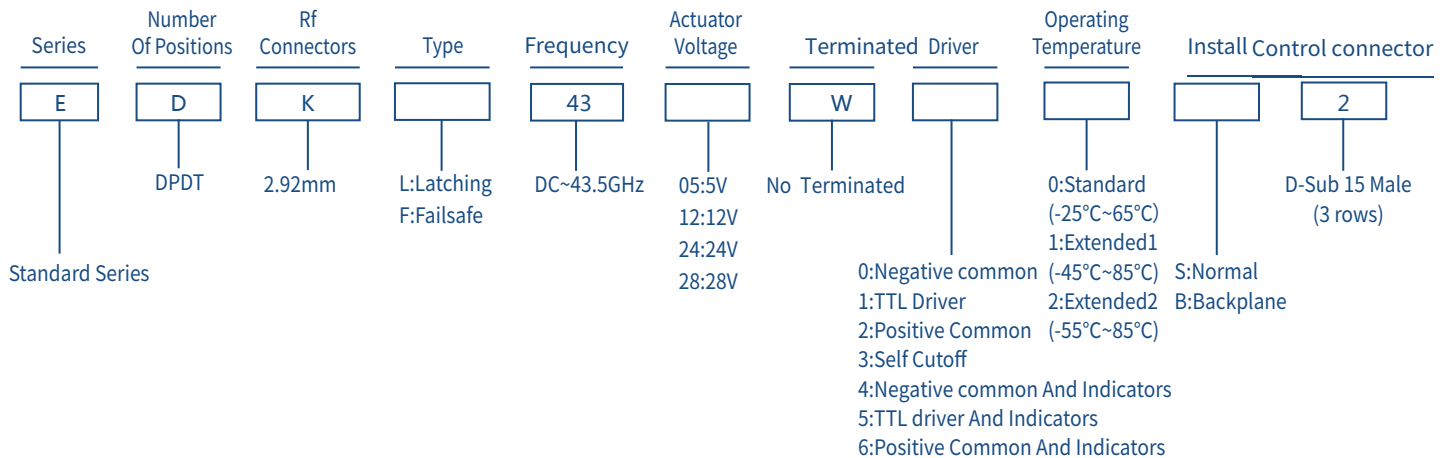 Series
Number
Of Positions
Rf
Connectors
Type
Frequency
Actuator
Voltage
Terminated
Driver
Operating
Temperature
Install
Control connector
E
D
K
43
W
2
Standard Series
DPDT
2.92mm
L:Latching
F:Failsafe
DC~43.5GHz
05:5V
12:12V
24:24V
28:28V
No Terminated
0:Negative common
1:TTL Driver
2:Positive Common
3:Self Cutoff
4:Negative common And Indicators
5:TTL driver And Indicators
6:Positive Common And Indicators
0:Standard
(-25°C~65°C)
1:Extended1
(-45°C~85°C)
2:Extended2
(-55°C~85°C)
S:Normal
B:Backplane
D-Sub 15 Male
(3 rows)